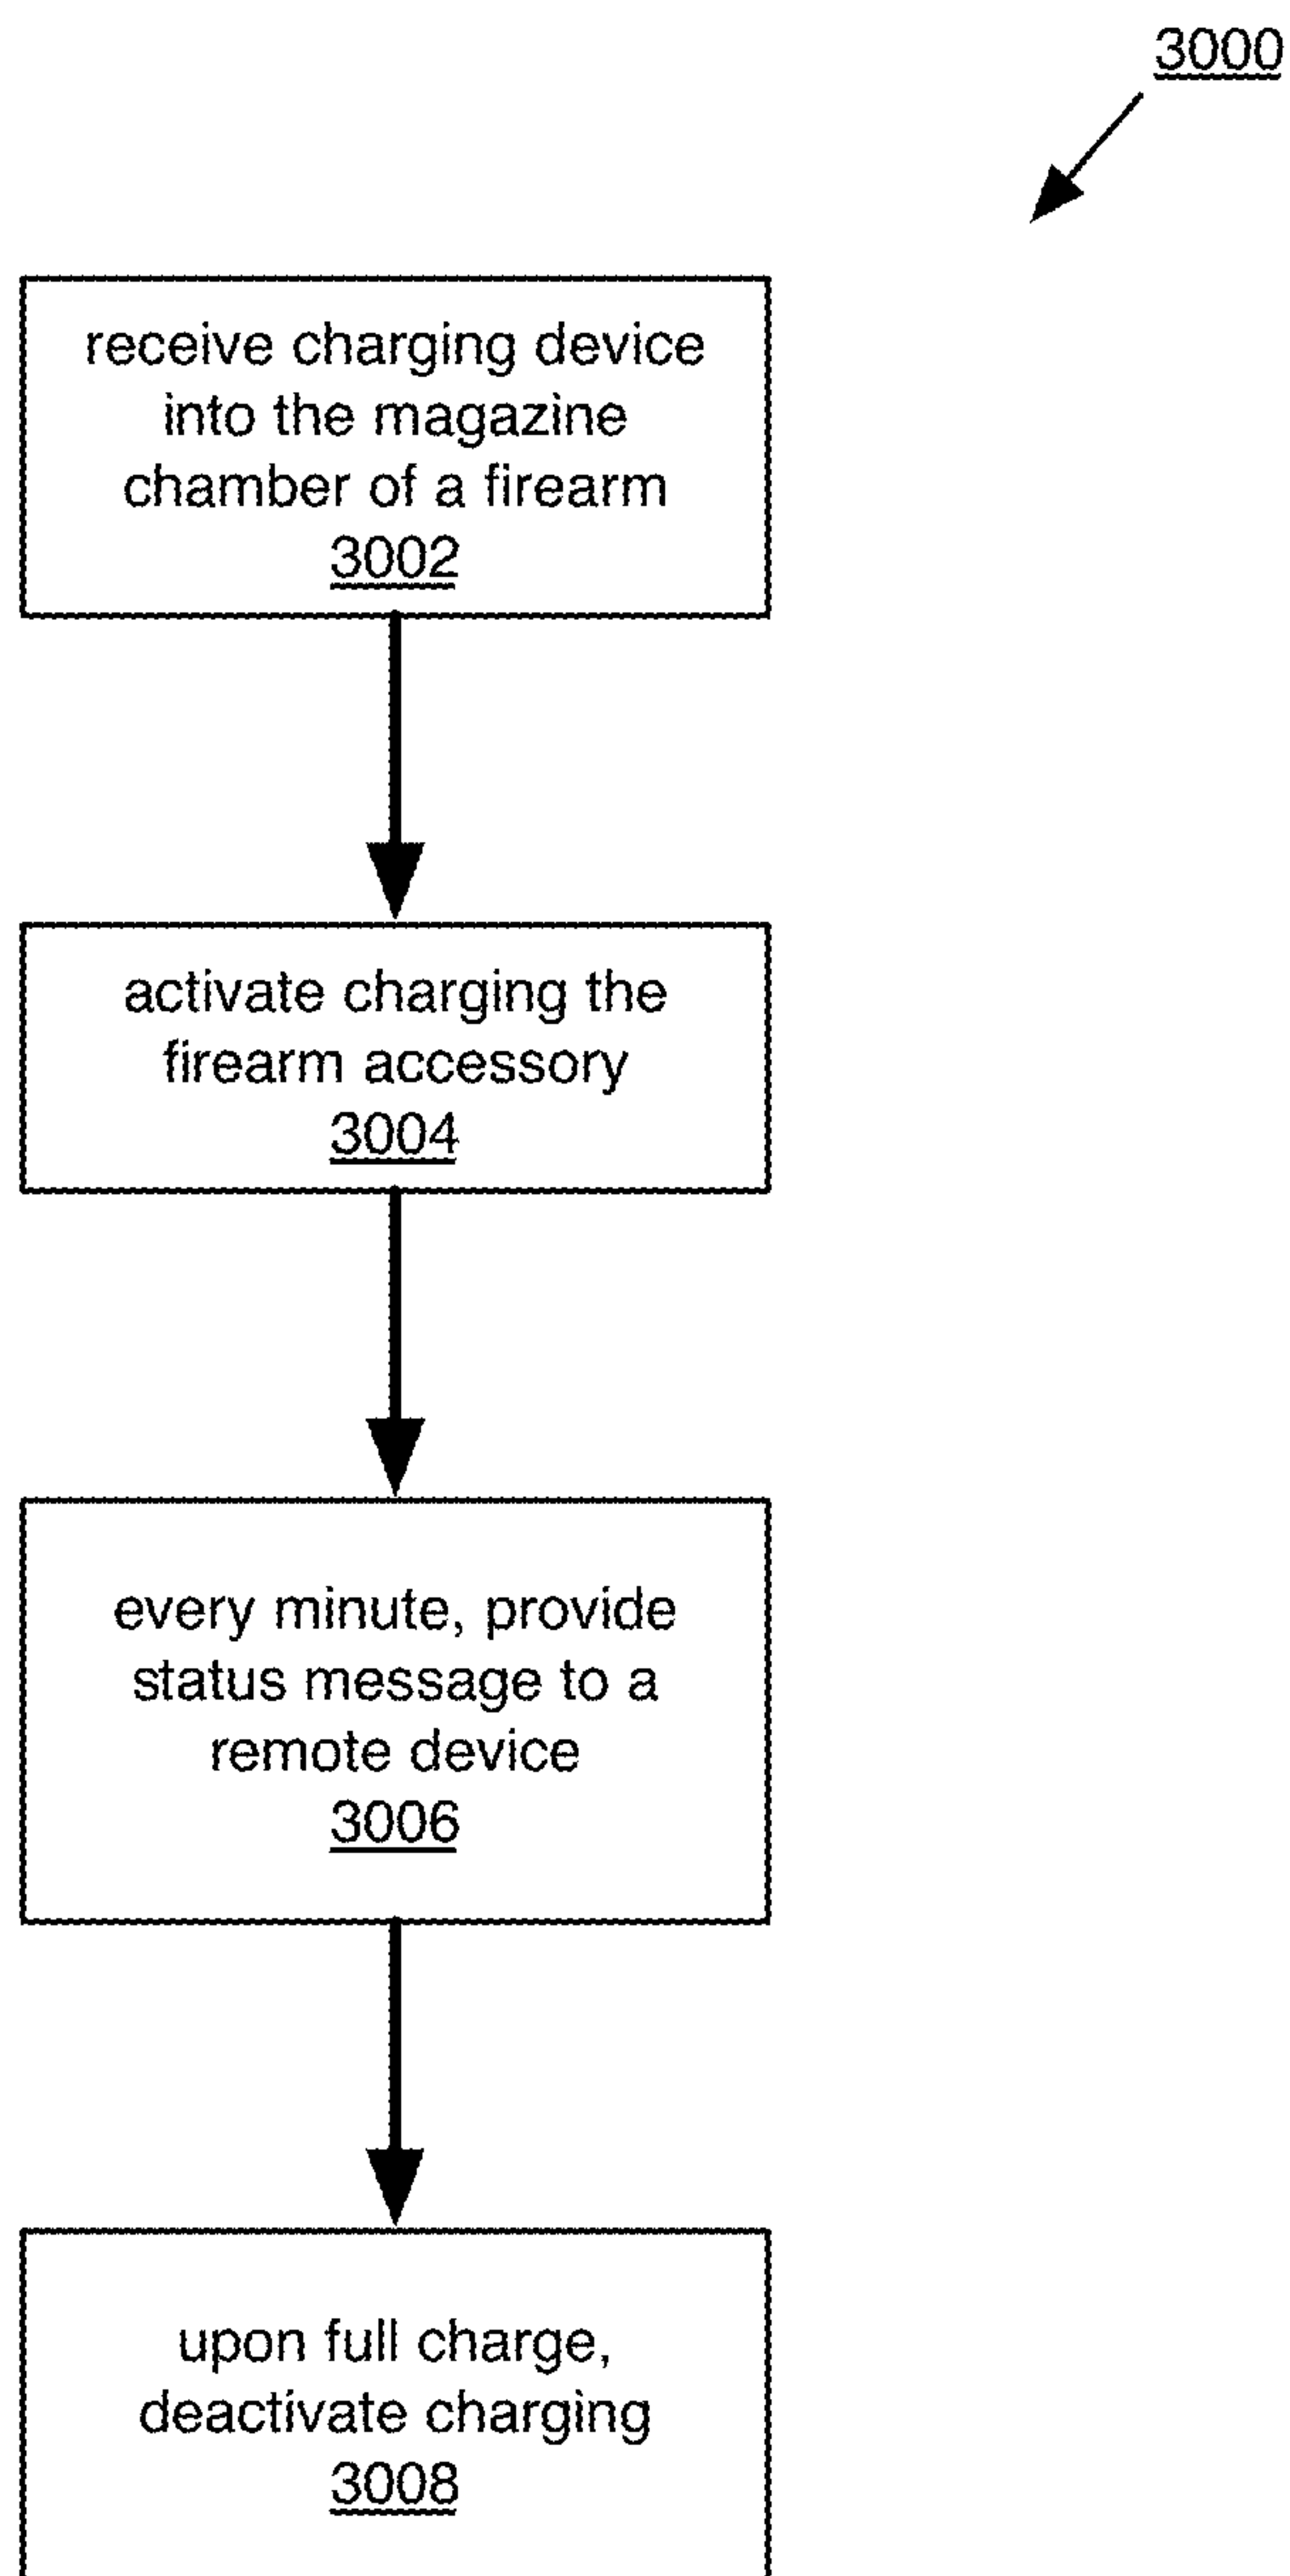 3000
receive charging device
into the magazine
chamber of a firearm
3002
activate charging the
firearm accessory
3004
every minute, provide
status message to a
remote device
3006
upon full charge,
deactivate charging
3008